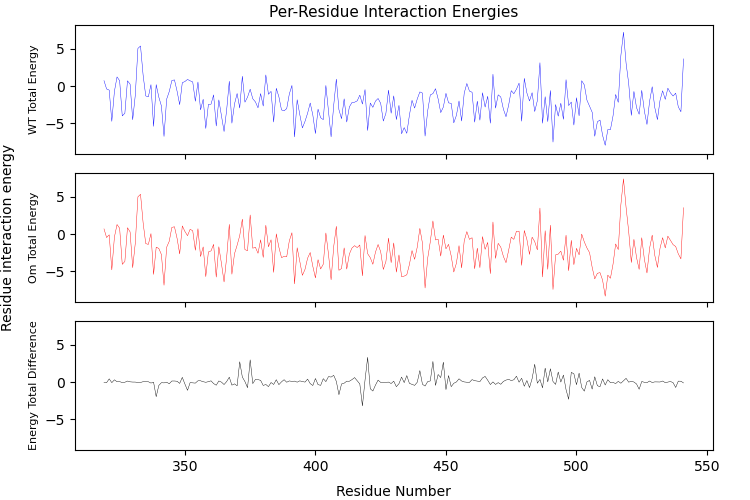 Per-Residue Interaction Energies
Residue interaction energy
WT Total Energy
5
0
−5
Om Total Energy
5
0
−5
Energy Total Difference
5
0
−5
350 400 450 500 550
Residue Number